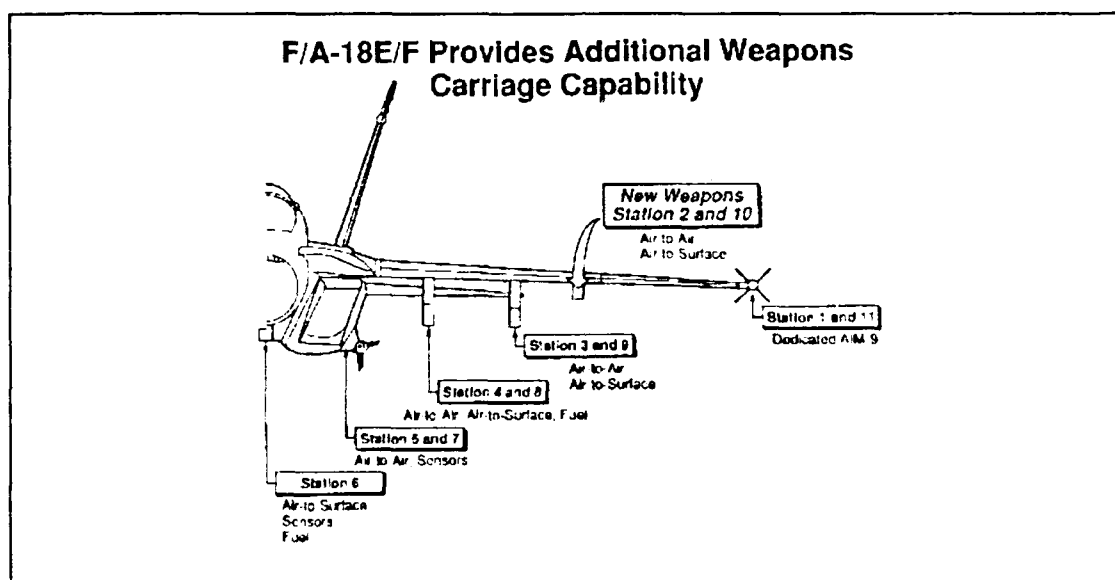 F/A-18E/F Provides Additional Weapons
Carriage Capability
New Weapons
Station 2 and 10
Air to Air
Air to Surface
Station 1 and 11
Dedicated AIM 9
Station 3 and 9
Air-to-Air
Air-to-Surface
Station 4 and 8
Air-to Air Air-to-Surface, Fuel
Station 5 and 7
Air to Air, Sensors
Station 6
Air-to Surface
Sensors
Fuel